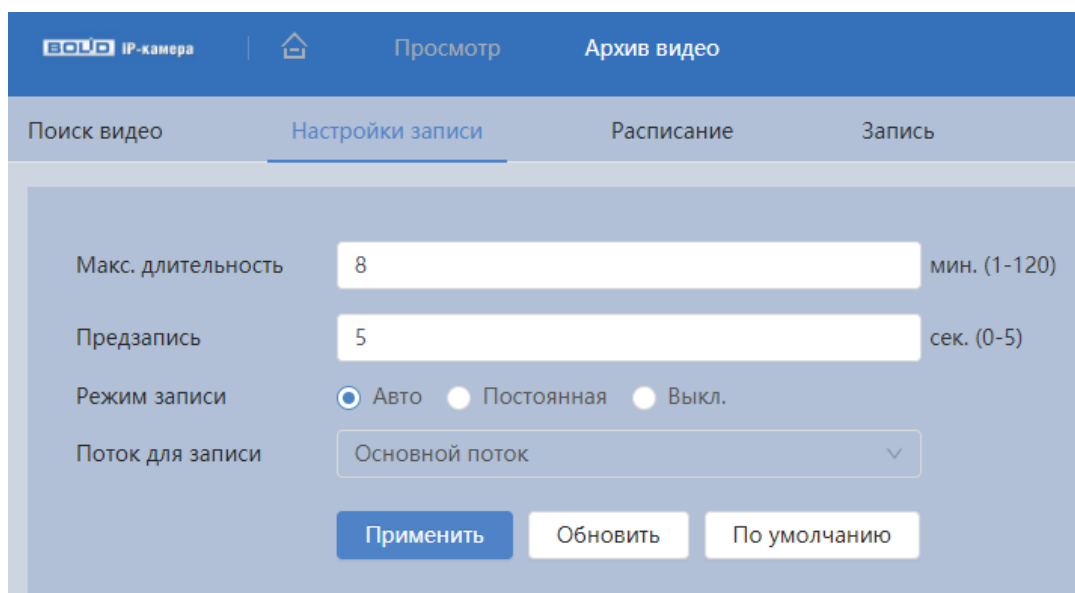 BOLID IP-камера Просмотр Архив видео
Поиск видео Настройки записи Расписание Запись
Макс. длительность 8 мин. (1-120)
Предзапись 5 сек. (0-5)
Режим записи Авто Постоянная Выкл.
Поток для записи Основной поток
Применить Обновить По умолчанию